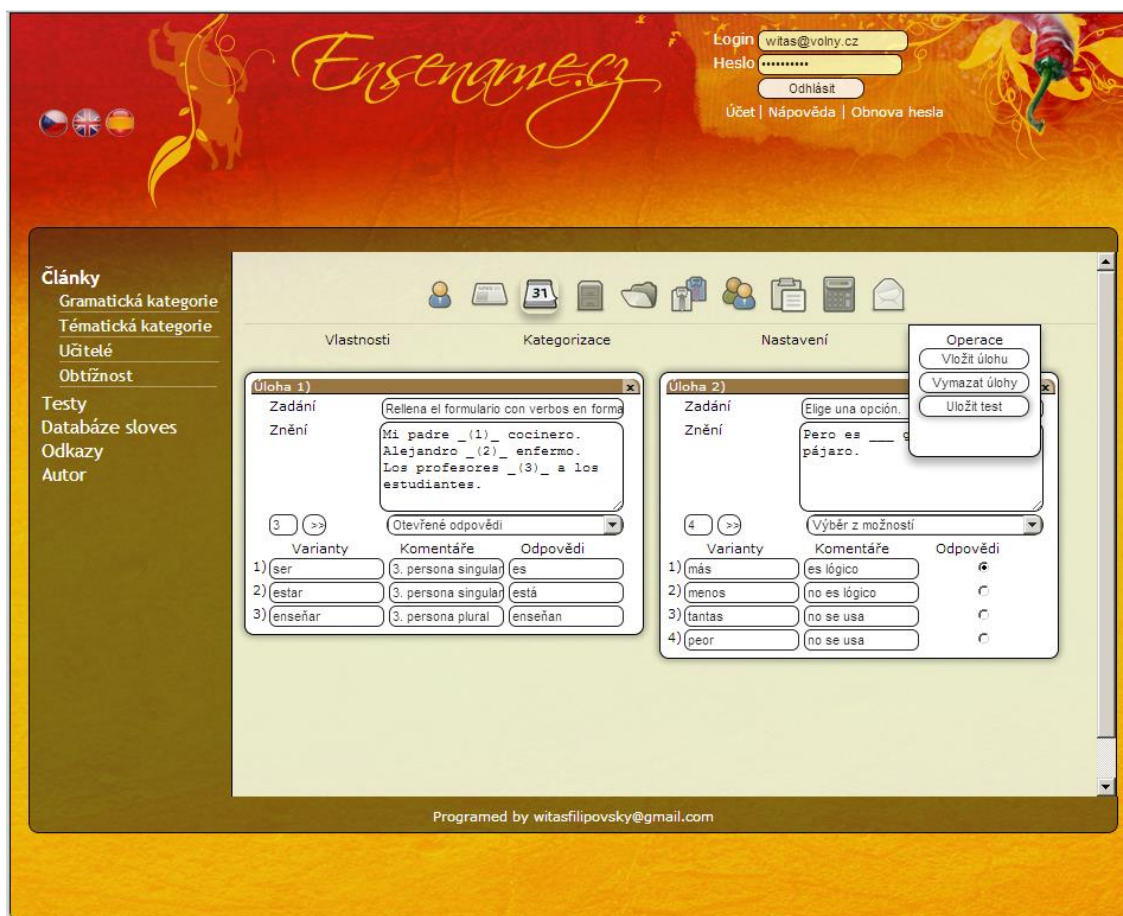 Ensename.cz
Login witas@volny.cz
Heslo ••••••••••
Odhlásit
Účet | Nápověda | Obnova hesla
Články
Gramatická kategorie
Tématická kategorie
Učitelé
Obtížnost
Testy
Databáze sloves
Odkazy
Autor
31
Vlastnosti Kategorizace Nastavení Operace
Vložit úlohu
Vymazat úlohy
Uložit test
Úloha 1) x
Zadání Rellena el formulario con verbos en forma
Znění Mi padre _(1)_ cocinero.
Alejandro _(2)_ enfermo.
Los profesores _(3)_ a los
estudiantes.
3 >> Otevřené odpovědi
Varianty Komentáře Odpovědi
1) ser 3. persona singular es
2) estar 3. persona singular está
3) enseñar 3. persona plural enseñan
Úloha 2) x
Zadání Elige una opción.
Znění Pero es ___ g
pájaro.
4 >> Výběr z možností
Varianty Komentáře Odpovědi
1) más es lógico
2) menos no es lógico
3) tantas no se usa
4) peor no se usa
Programed by witasfilipovsky@gmail.com